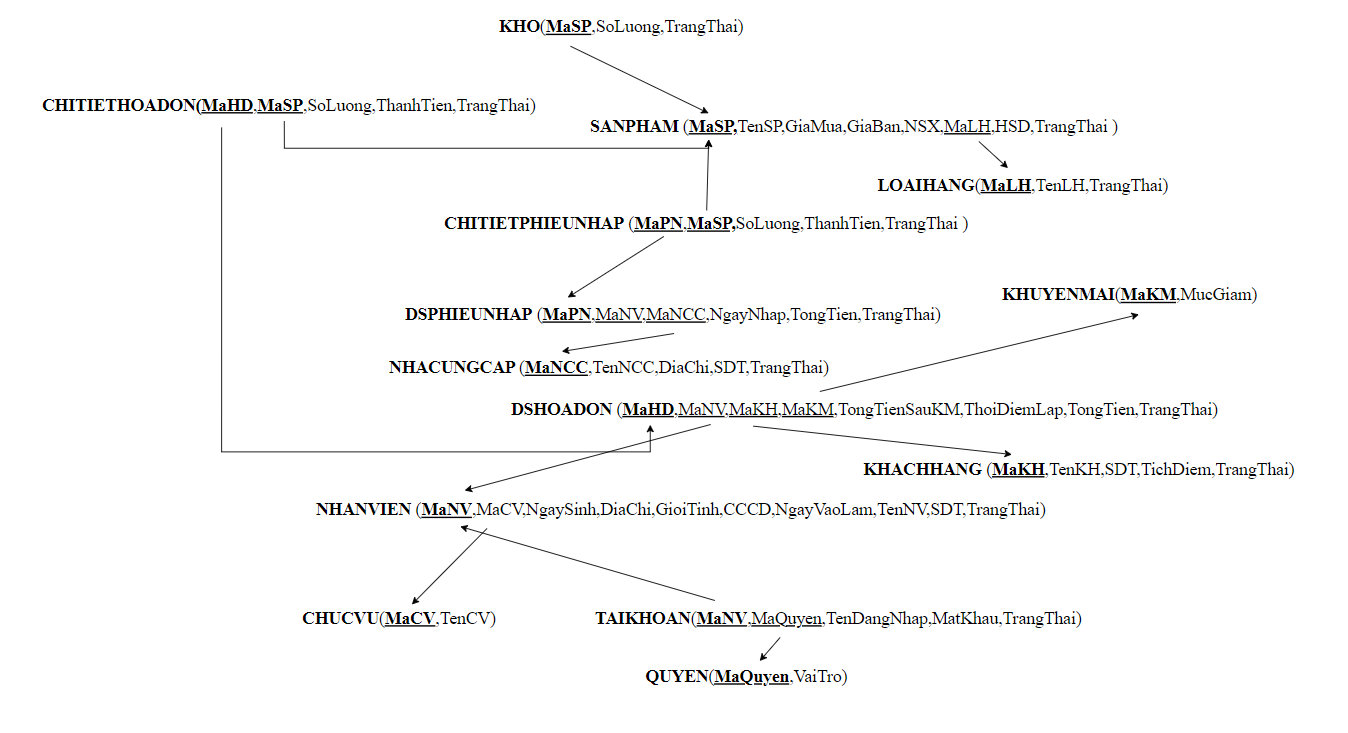 KHO(MaSP,SoLuong,TrangThai)
CHITIETHOADON(MaHD,MaSP,SoLuong,ThanhTien,TrangThai)
SANPHAM (MaSP,TenSP,GiaMua,GiaBan,NSX,MaLH,HSD,TrangThai )
LOAIHANG(MaLH,TenLH,TrangThai)
CHITIETPHIEUNHAP (MaPN,MaSP,SoLuong,ThanhTien,TrangThai )
KHUYENMAI(MaKM,MucGiam)
DSPHIEUNHAP (MaPN,MaNV,MaNCC,NgayNhap,TongTien,TrangThai)
NHACUNGCAP (MaNCC,TenNCC,DiaChi,SDT,TrangThai)
DSHOADON (MaHD,MaNV,MaKH,MaKM,TongTienSauKM,ThoiDiemLap,TongTien,TrangThai)
KHACHHANG (MaKH,TenKH,SDT,TichDiem,TrangThai)
NHANVIEN (MaNV,MaCV,NgaySinh,DiaChi,GioiTinh,CCCD,NgayVaoLam,TenNV,SDT,TrangThai)
CHUCVU(MaCV,TenCV)
TAIKHOAN(MaNV,MaQuyen,TenDangNhap,MatKhau,TrangThai)
QUYEN(MaQuyen,VaiTro)